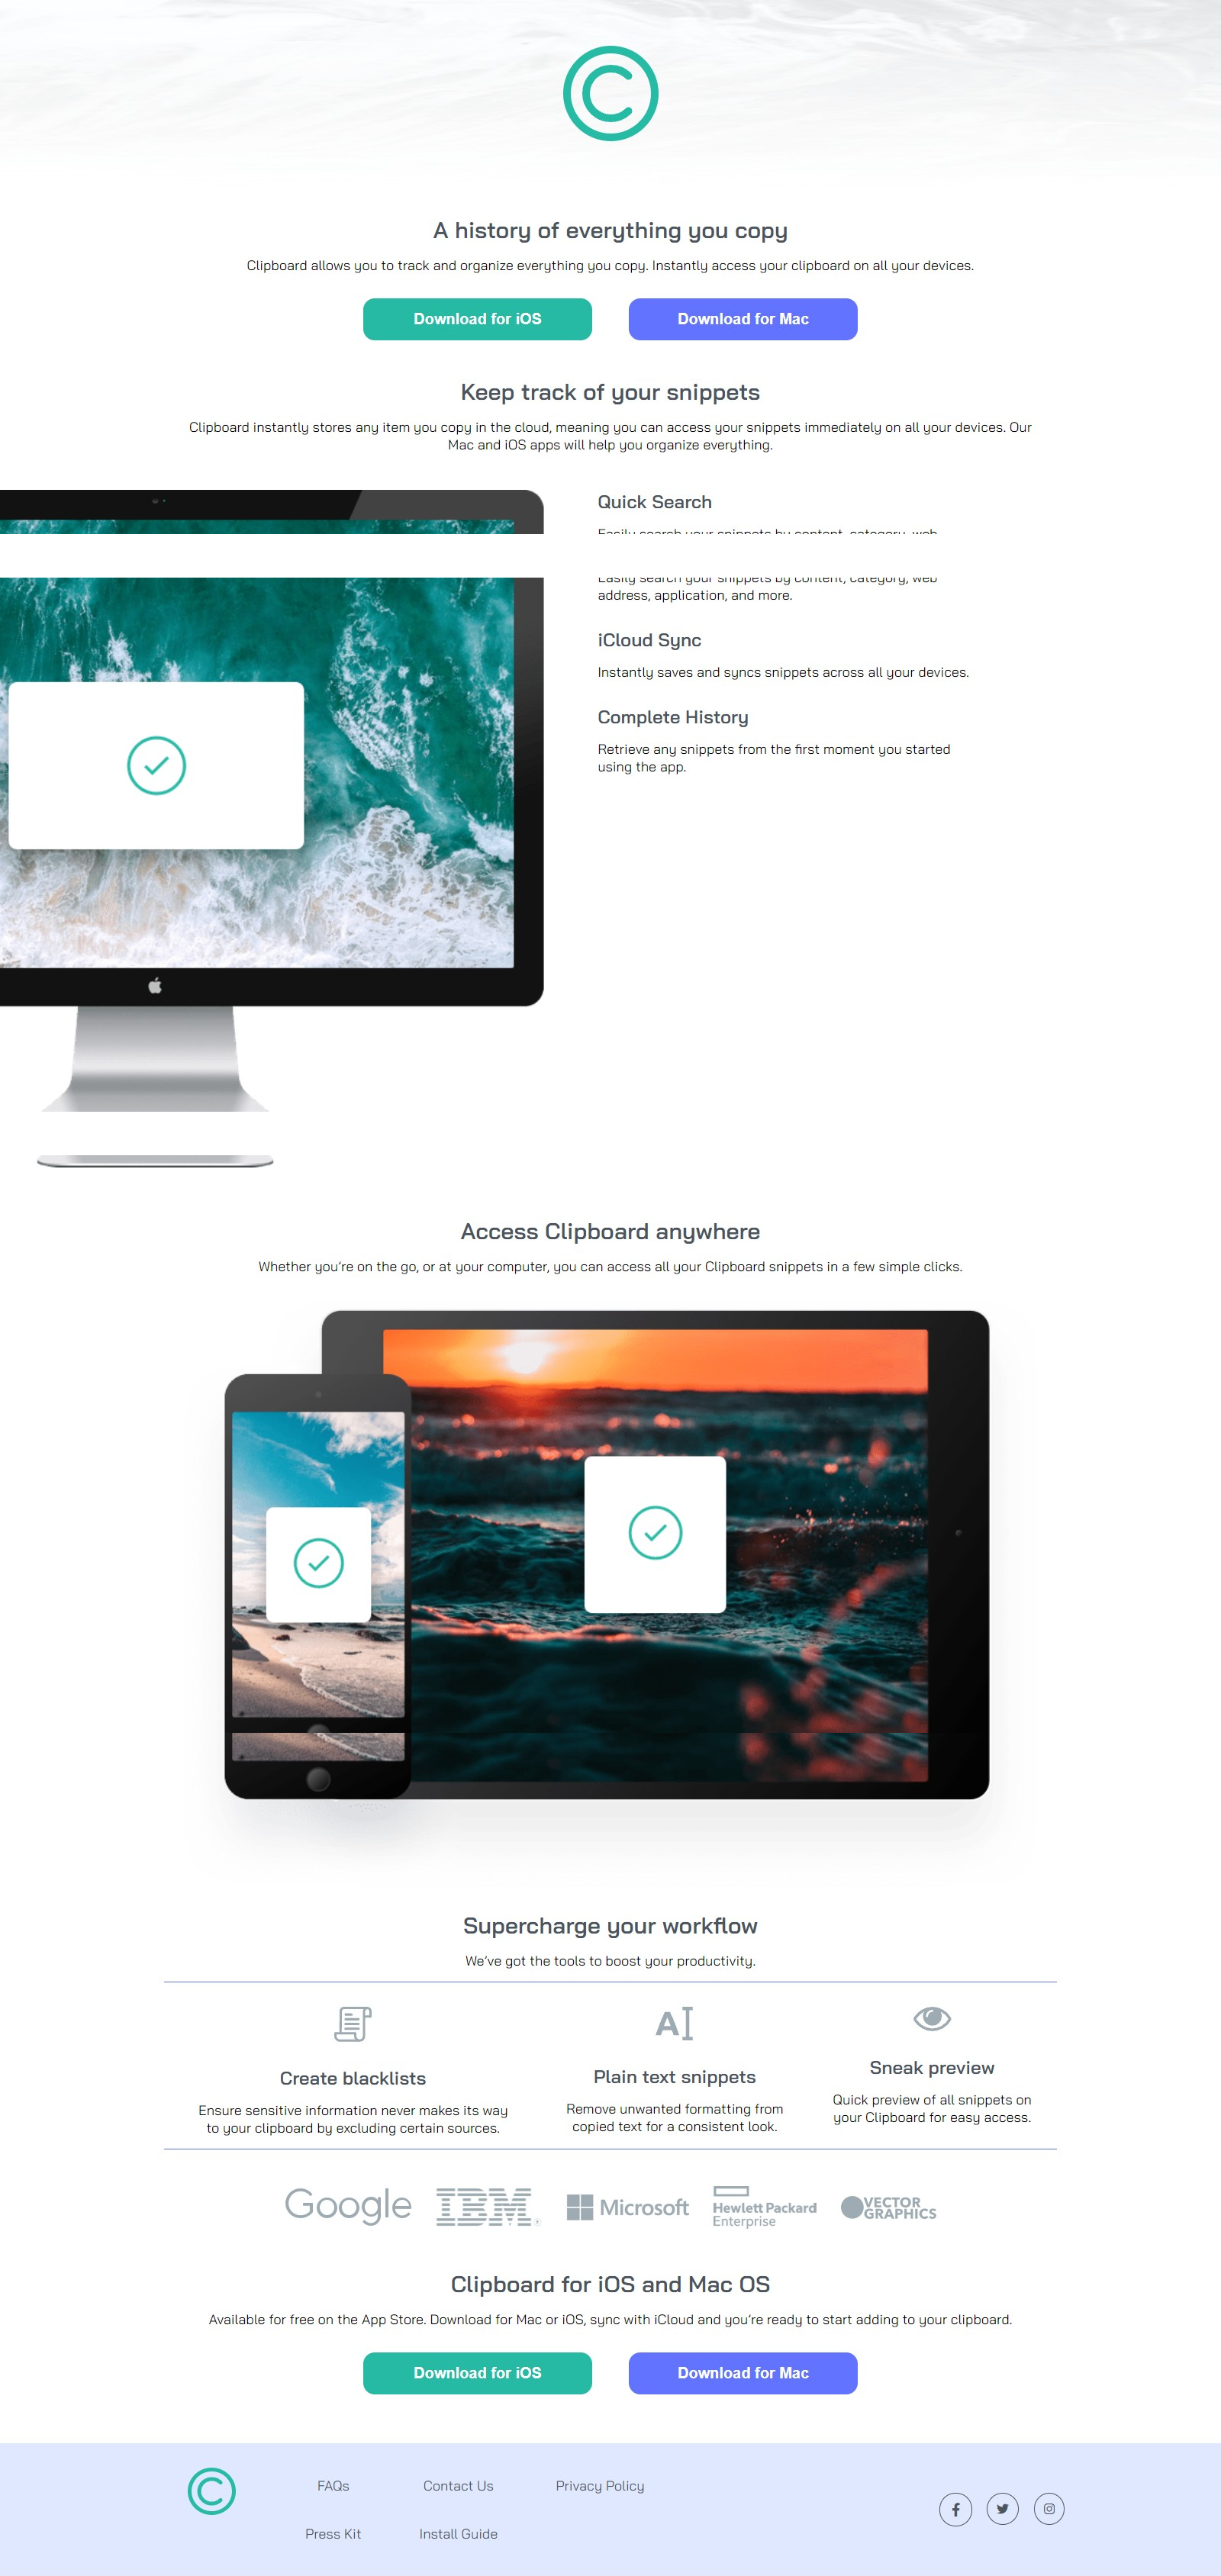 C
A history of everything you copy
Clipboard allows you to track and organize everything you copy. Instantly access your clipboard on all your devices.
Download for iOS
Download for Mac
Keep track of your snippets
Clipboard instantly stores any item you copy in the cloud, meaning you can access your snippets immediately on all your devices. Our
Mac and iOS apps will help you organize everything.
Quick Search
Easily search your snippets by content, category, web
Easily search your snippets by content, category, web
address, application, and more.
iCloud Sync
Instantly saves and syncs snippets across all your devices.
Complete History
Retrieve any snippets from the first moment you started
using the app.
Access Clipboard anywhere
Whether you’re on the go, or at your computer, you can access all your Clipboard snippets in a few simple clicks.
Supercharge your workflow
We’ve got the tools to boost your productivity.
A
Create blacklists
Ensure sensitive information never makes its way
to your clipboard by excluding certain sources.
Plain text snippets
Remove unwanted formatting from
copied text for a consistent look.
Sneak preview
Quick preview of all snippets on
your Clipboard for easy access.
Google
IBM®
Microsoft
Hewlett Packard
Enterprise
VECTOR
GRAPHICS
Clipboard for iOS and Mac OS
Available for free on the App Store. Download for Mac or iOS, sync with iCloud and you’re ready to start adding to your clipboard.
Download for iOS
Download for Mac
C
FAQs
Contact Us
Privacy Policy
Press Kit
Install Guide